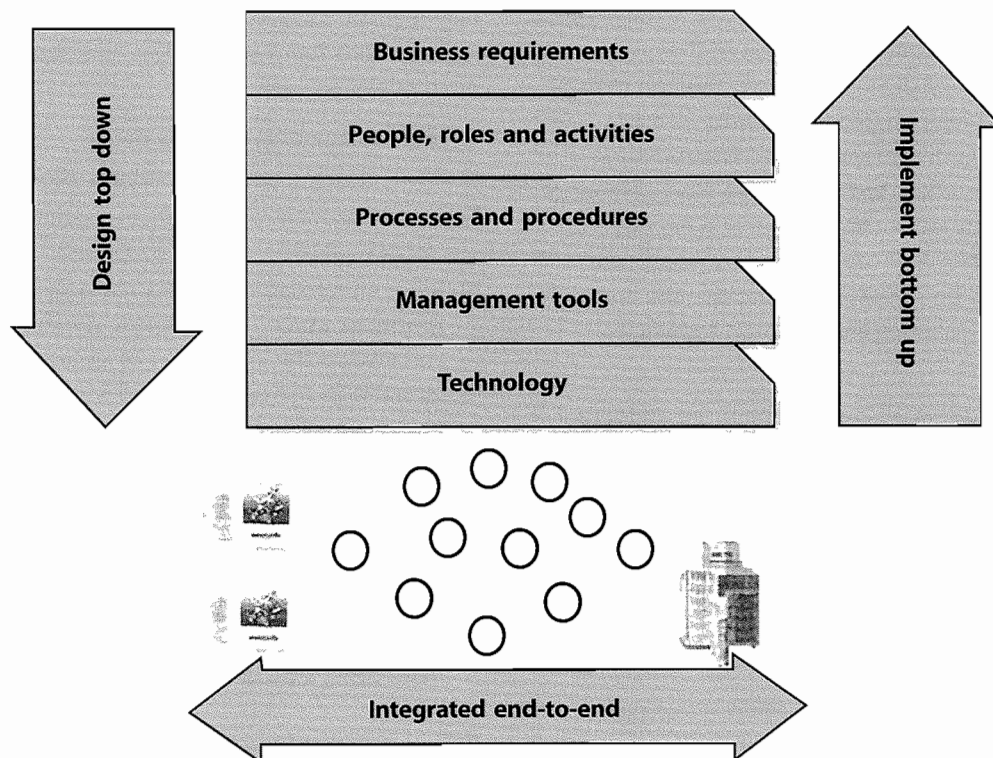 Design top down
Business requirements
People, roles and activities
Processes and procedures
Management tools
Technology
Implement bottom up
Integrated end-to-end